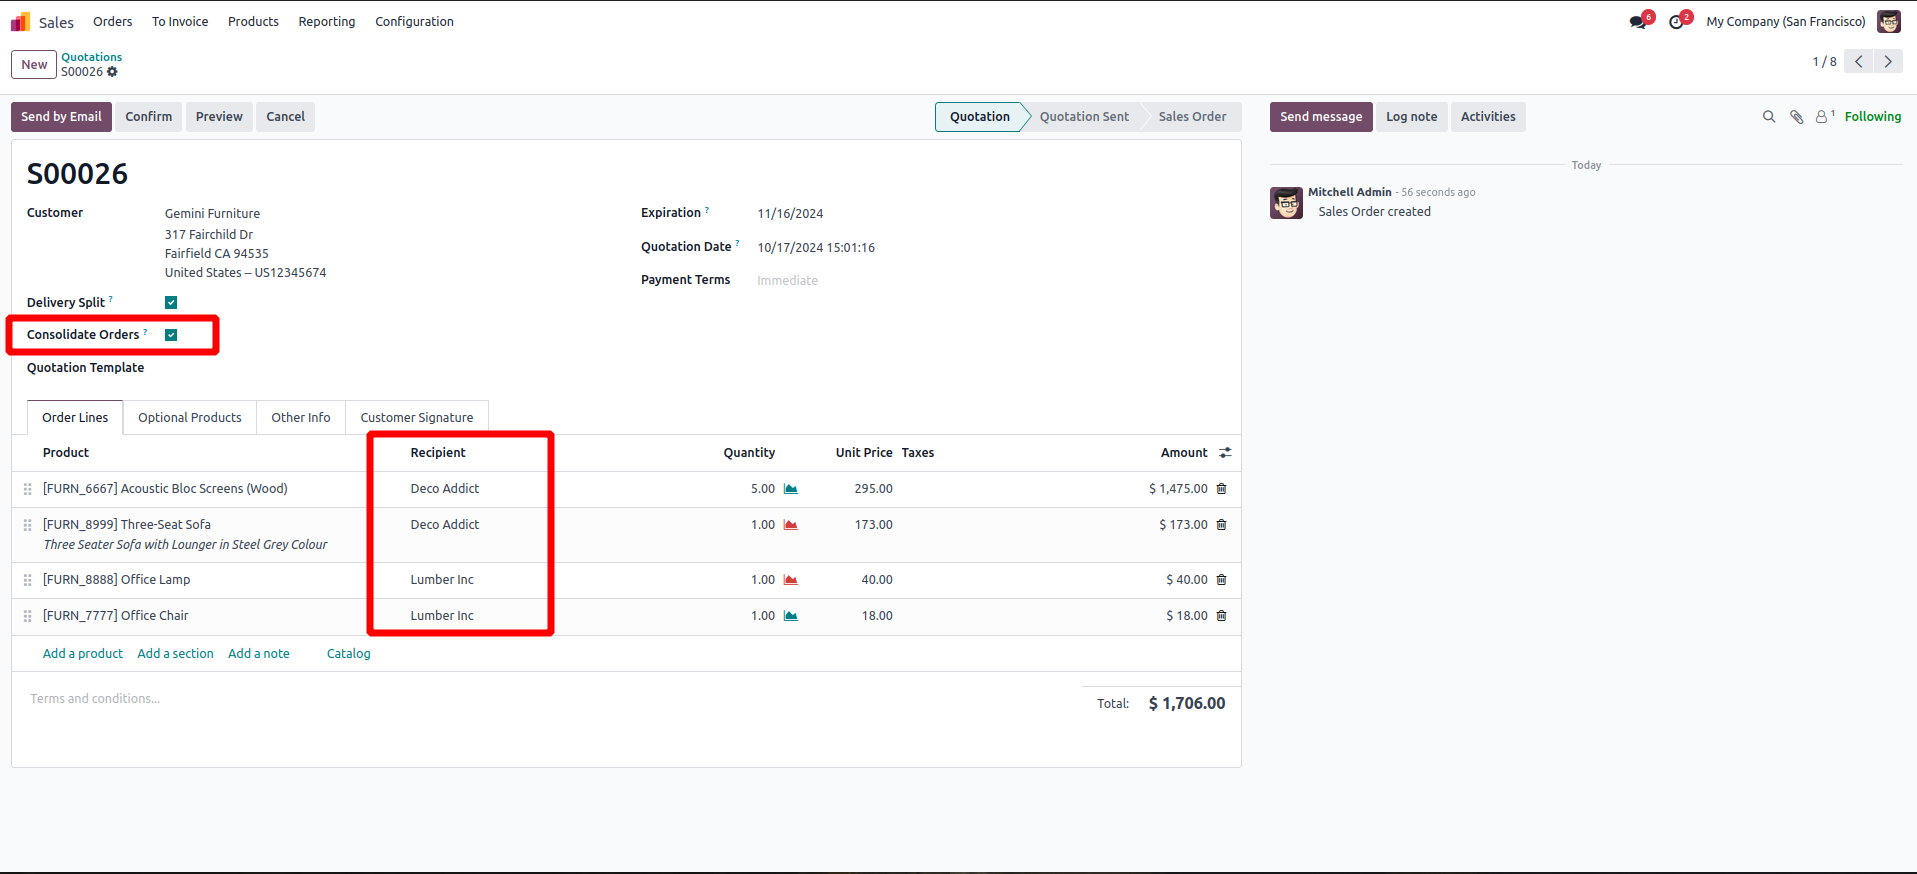 Sales Orders To Invoice Products Reporting Configuration 6 2 My Company (San Francisco)
New Quotations
S00026
1 / 8
Send by Email Confirm Preview Cancel Quotation Quotation Sent Sales Order Send message Log note Activities 1 Following
Today
S00026
Mitchell Admin - 56 seconds ago
Sales Order created
Customer Gemini Furniture
317 Fairchild Dr
Fairfield CA 94535
United States – US12345674
Expiration ? 11/16/2024
Quotation Date ? 10/17/2024 15:01:16
Payment Terms Immediate
Delivery Split ?
Consolidate Orders ?
Quotation Template
Order Lines Optional Products Other Info Customer Signature
Product Recipient Quantity Unit Price Taxes Amount
[FURN_6667] Acoustic Bloc Screens (Wood) Deco Addict 5.00 295.00 $ 1,475.00
[FURN_8999] Three-Seat Sofa Deco Addict 1.00 173.00 $ 173.00
Three Seater Sofa with Lounger in Steel Grey Colour
[FURN_8888] Office Lamp Lumber Inc 1.00 40.00 $ 40.00
[FURN_7777] Office Chair Lumber Inc 1.00 18.00 $ 18.00
Add a product Add a section Add a note Catalog
Terms and conditions...
Total: $ 1,706.00